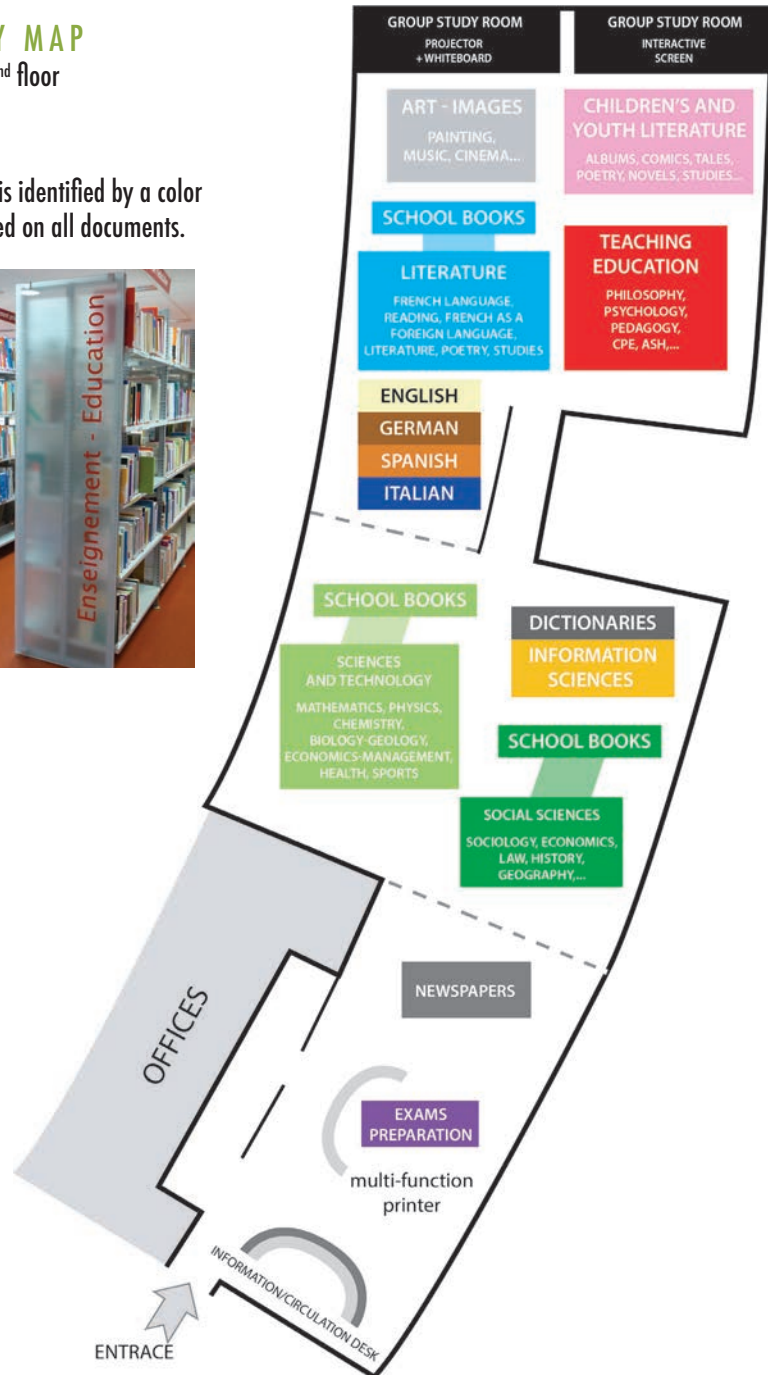 Y MAP
nd floor
is identified by a color
ed on all documents.
Enseignement - Education
GROUP STUDY ROOM
PROJECTOR
+ WHITEBOARD
GROUP STUDY ROOM
INTERACTIVE
SCREEN
ART - IMAGES
PAINTING,
MUSIC, CINEMA...
CHILDREN'S AND
YOUTH LITERATURE
ALBUMS, COMICS, TALES,
POETRY, NOVELS, STUDIES...
SCHOOL BOOKS
LITERATURE
FRENCH LANGUAGE,
READING, FRENCH AS A
FOREIGN LANGUAGE,
LITERATURE, POETRY, STUDIES
TEACHING
EDUCATION
PHILOSOPHY,
PSYCHOLOGY,
PEDAGOGY,
CPE, ASH,...
ENGLISH
GERMAN
SPANISH
ITALIAN
SCHOOL BOOKS
SCIENCES
AND TECHNOLOGY
MATHEMATICS, PHYSICS,
CHEMISTRY,
BIOLOGY-GEOLOGY,
ECONOMICS-MANAGEMENT,
HEALTH, SPORTS
DICTIONARIES
INFORMATION
SCIENCES
SCHOOL BOOKS
SOCIAL SCIENCES
SOCIOLOGY, ECONOMICS,
LAW, HISTORY,
GEOGRAPHY,...
NEWSPAPERS
OFFICES
EXAMS
PREPARATION
multi-function
printer
INFORMATION/CIRCULATION DESK
ENTRACE